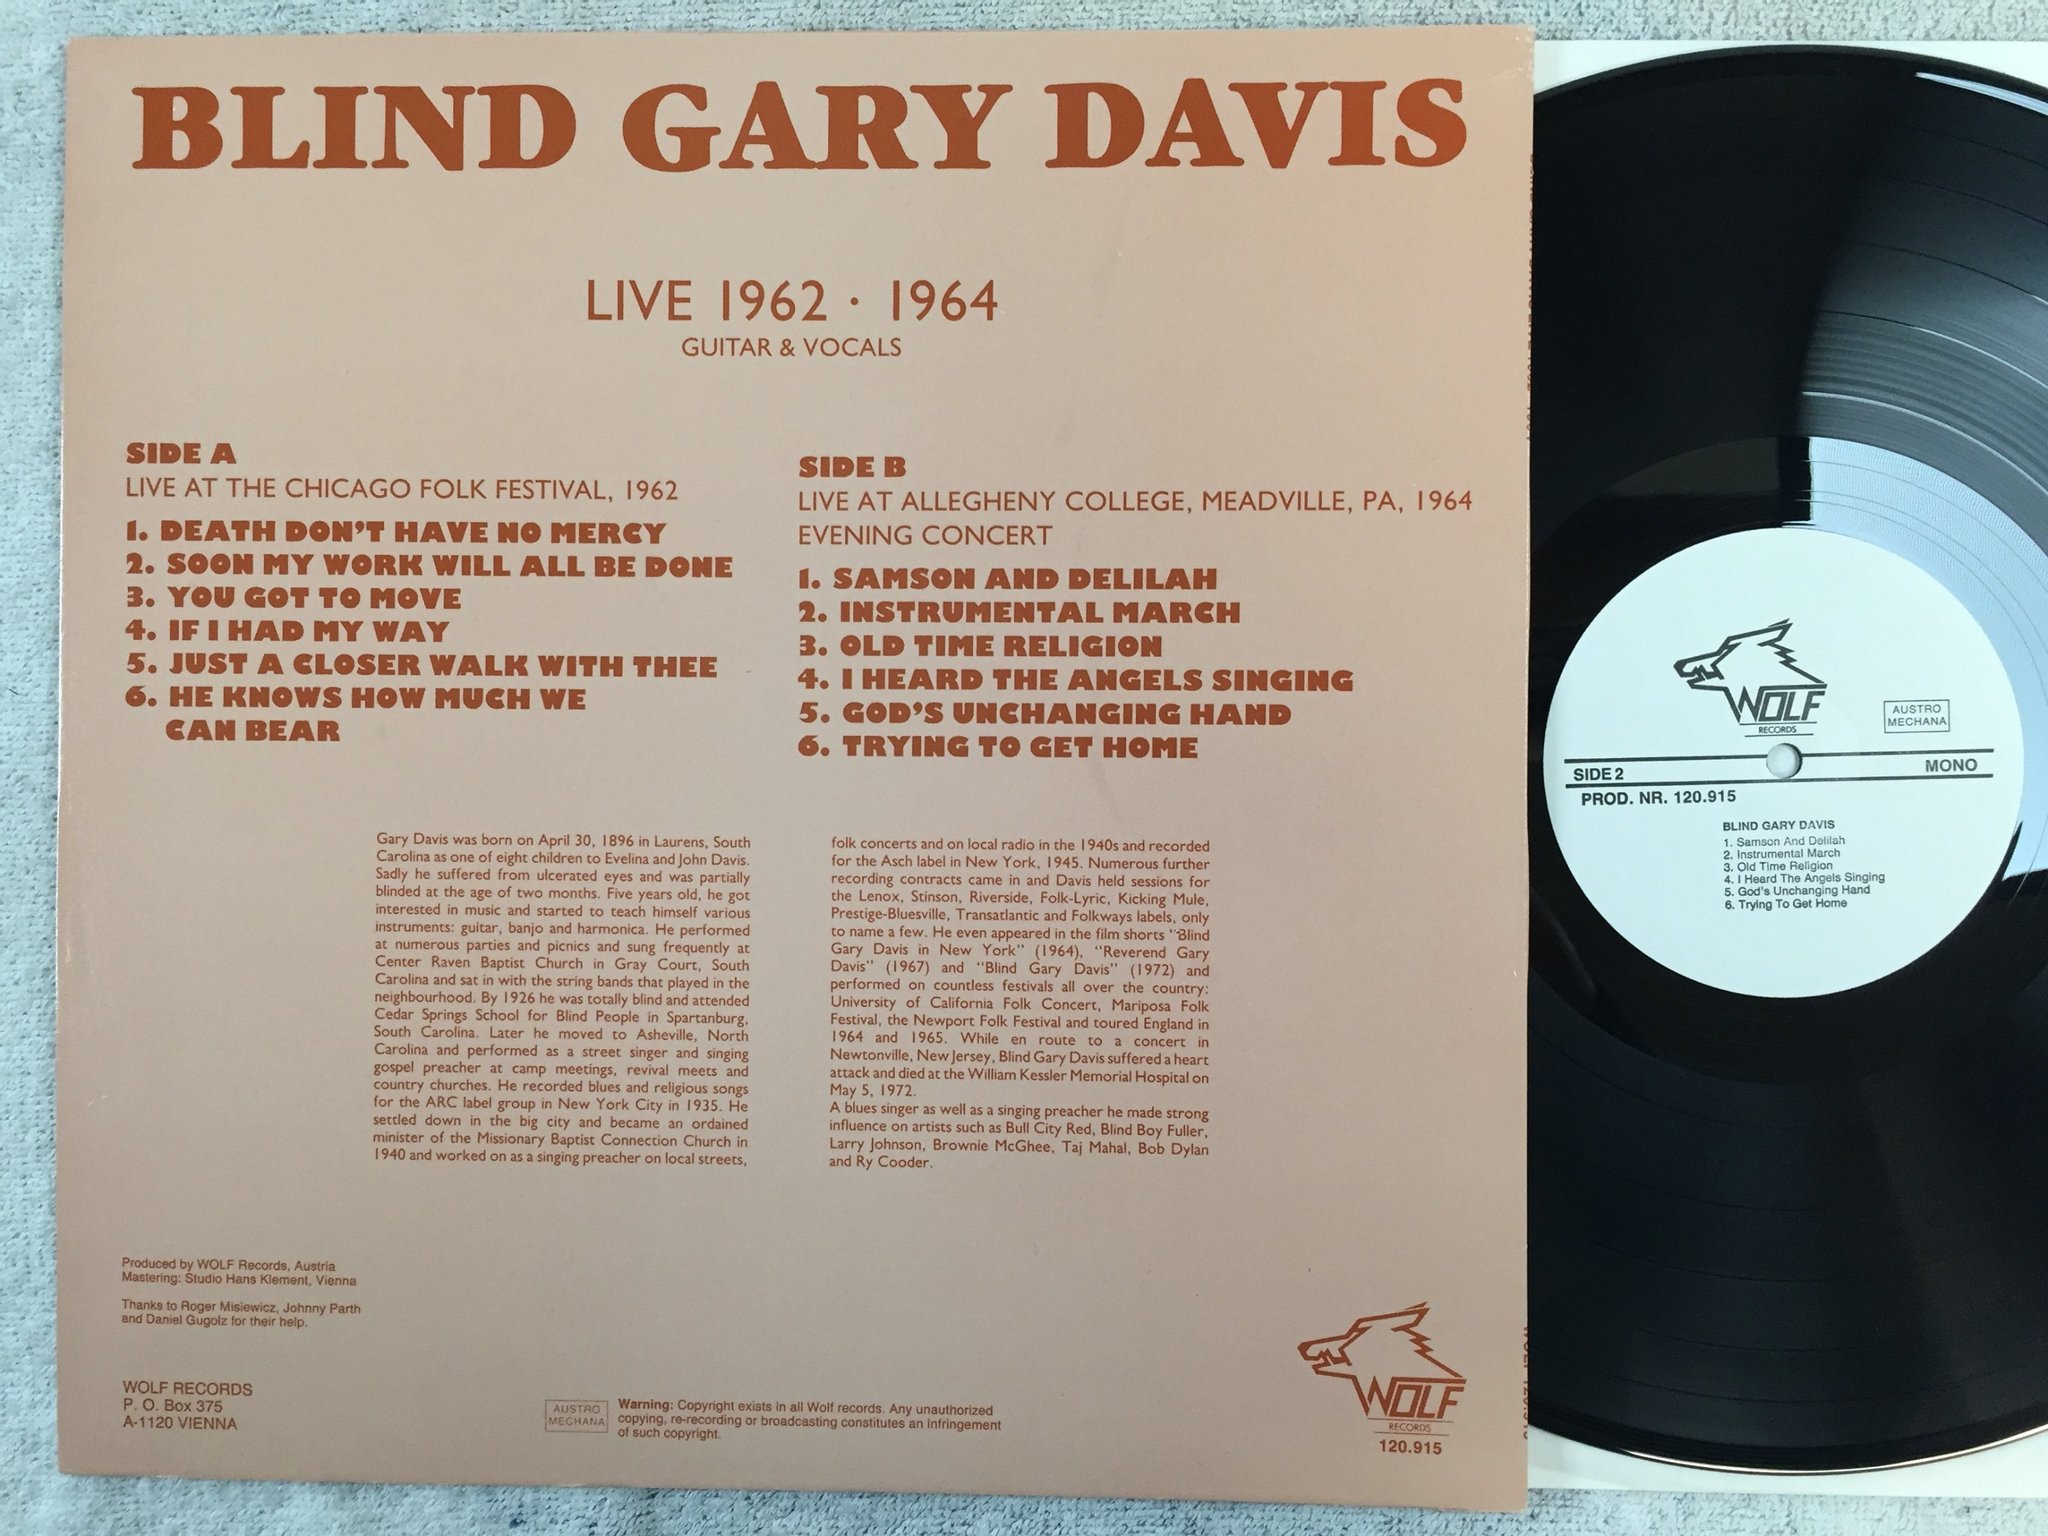 BLIND GARY DAVIS
LIVE 1962 · 1964
GUITAR & VOCALS
SIDE A
LIVE AT THE CHICAGO FOLK FESTIVAL, 1962
1. DEATH DON'T HAVE NO MERCY
2. SOON MY WORK WILL ALL BE DONE
3. YOU GOT TO MOVE
4. IF I HAD MY WAY
5. JUST A CLOSER WALK WITH THEE
6. HE KNOWS HOW MUCH WE
CAN BEAR
SIDE B
LIVE AT ALLEGHENY COLLEGE, MEADVILLE, PA, 1964
EVENING CONCERT
1. SAMSON AND DELILAH
2. INSTRUMENTAL MARCH
3. OLD TIME RELIGION
4. I HEARD THE ANGELS SINGING
5. GOD'S UNCHANGING HAND
6. TRYING TO GET HOME
Gary Davis was born on April 30, 1896 in Laurens, South
Carolina as one of eight children to Evelina and John Davis.
Sadly he suffered from ulcerated eyes and was partially
blinded at the age of two months. Five years old, he got
interested in music and started to teach himself various
instruments: guitar, banjo and harmonica. He performed
at numerous parties and picnics and sung frequently at
Center Raven Baptist Church in Gray Court, South
Carolina and sat in with the string bands that played in the
neighbourhood. By 1926 he was totally blind and attended
Cedar Springs School for Blind People in Spartanburg,
South Carolina. Later he moved to Asheville, North
Carolina and performed as a street singer and singing
gospel preacher at camp meetings, revival meets and
country churches. He recorded blues and religious songs
for the ARC label group in New York City in 1935. He
settled down in the big city and became an ordained
minister of the Missionary Baptist Connection Church in
1940 and worked on as a singing preacher on local streets,
folk concerts and on local radio in the 1940s and recorded
for the Asch label in New York, 1945. Numerous further
recording contracts came in and Davis held sessions for
the Lenox, Stinson, Riverside, Folk-Lyric, Kicking Mule,
Prestige-Bluesville, Transatlantic and Folkways labels, only
to name a few. He even appeared in the film shorts "Blind
Gary Davis in New York" (1964), "Reverend Gary
Davis" (1967) and "Blind Gary Davis" (1972) and
performed on countless festivals all over the country:
University of California Folk Concert, Mariposa Folk
Festival, the Newport Folk Festival and toured England in
1964 and 1965. While en route to a concert in
Newtonville, New Jersey, Blind Gary Davis suffered a heart
attack and died at the William Kessler Memorial Hospital on
May 5, 1972.
A blues singer as well as a singing preacher he made strong
influence on artists such as Bull City Red, Blind Boy Fuller,
Larry Johnson, Brownie McGhee, Taj Mahal, Bob Dylan
and Ry Cooder.
Produced by WOLF Records, Austria
Mastering: Studio Hans Klement, Vienna
Thanks to Roger Misiewicz, Johnny Parth
and Daniel Gugolz for their help.
WOLF RECORDS
P. O. Box 375
A-1120 VIENNA
AUSTRO
MECHANA
Warning: Copyright exists in all Wolf records. Any unauthorized
copying, re-recording or broadcasting constitutes an infringement
of such copyright.
WOLF
RECORDS
120.915
WOLF
RECORDS
AUSTRO
MECHANA
SIDE 2
MONO
PROD. NR. 120.915
BLIND GARY DAVIS
1. Samson And Delilah
2. Instrumental March
3. Old Time Religion
4. I Heard The Angels Singing
5. God's Unchanging Hand
6. Trying To Get Home